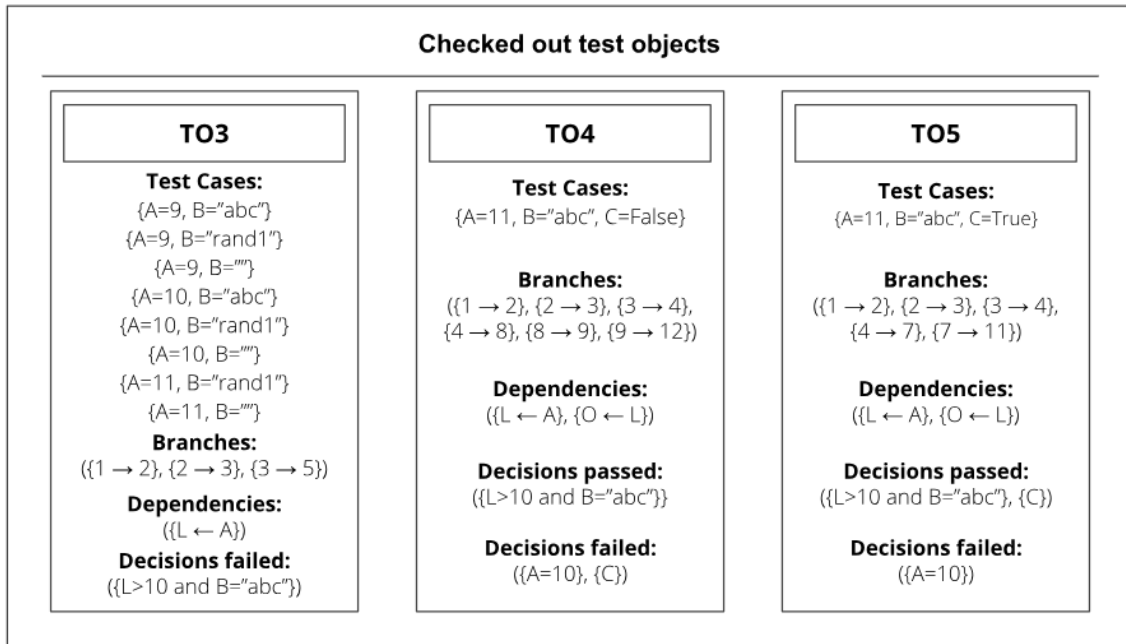 Checked out test objects
TO3
Test Cases:
{A=9, B=”abc”}
{A=9, B=”rand1”}
{A=9, B=””}
{A=10, B=”abc”}
{A=10, B=”rand1”}
{A=10, B=””}
{A=11, B=”rand1”}
{A=11, B=””}
Branches:
({1 → 2}, {2 → 3}, {3 → 5})
Dependencies:
({L ← A})
Decisions failed:
({L>10 and B=”abc”})
TO4
Test Cases:
{A=11, B=”abc”, C=False}
Branches:
({1 → 2}, {2 → 3}, {3 → 4},
{4 → 8}, {8 → 9}, {9 → 12})
Dependencies:
({L ← A}, {O ← L})
Decisions passed:
({L>10 and B=”abc”}}
Decisions failed:
({A=10}, {C})
TO5
Test Cases:
{A=11, B=”abc”, C=True}
Branches:
({1 → 2}, {2 → 3}, {3 → 4},
{4 → 7}, {7 → 11})
Dependencies:
({L ← A}, {O ← L})
Decisions passed:
({L>10 and B=”abc”}, {C})
Decisions failed:
({A=10})